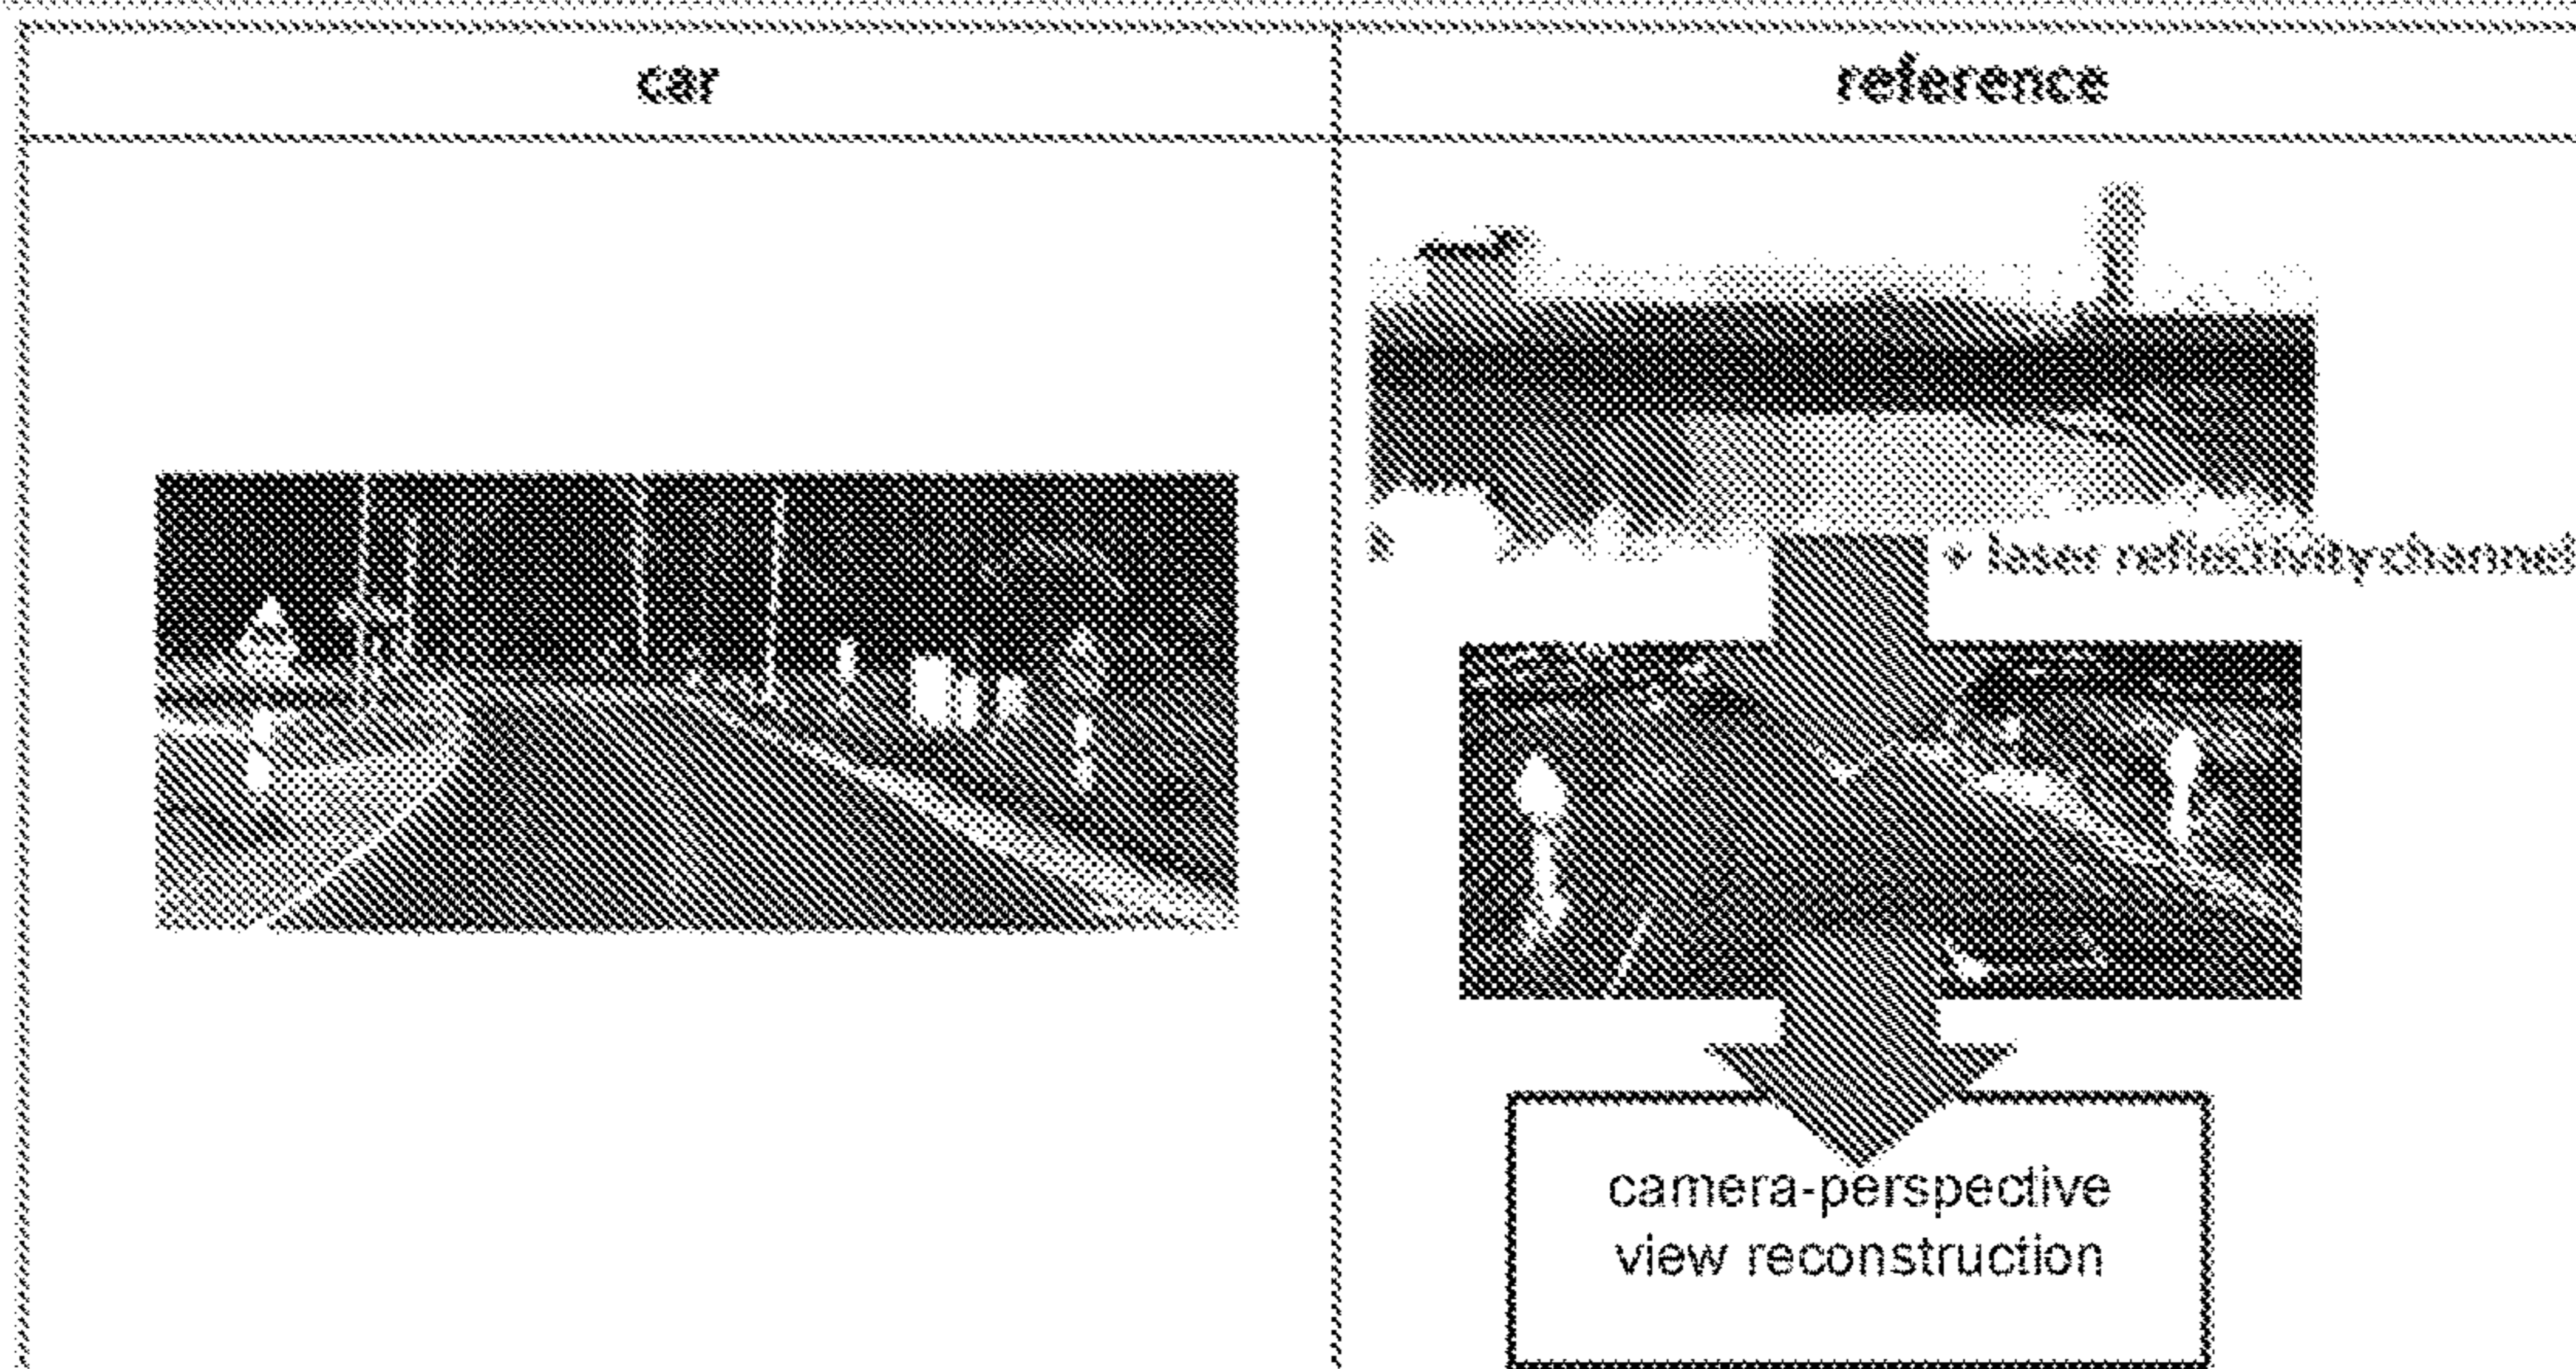 car
reference
+ laser reflectivity channel
camera-perspective
view reconstruction